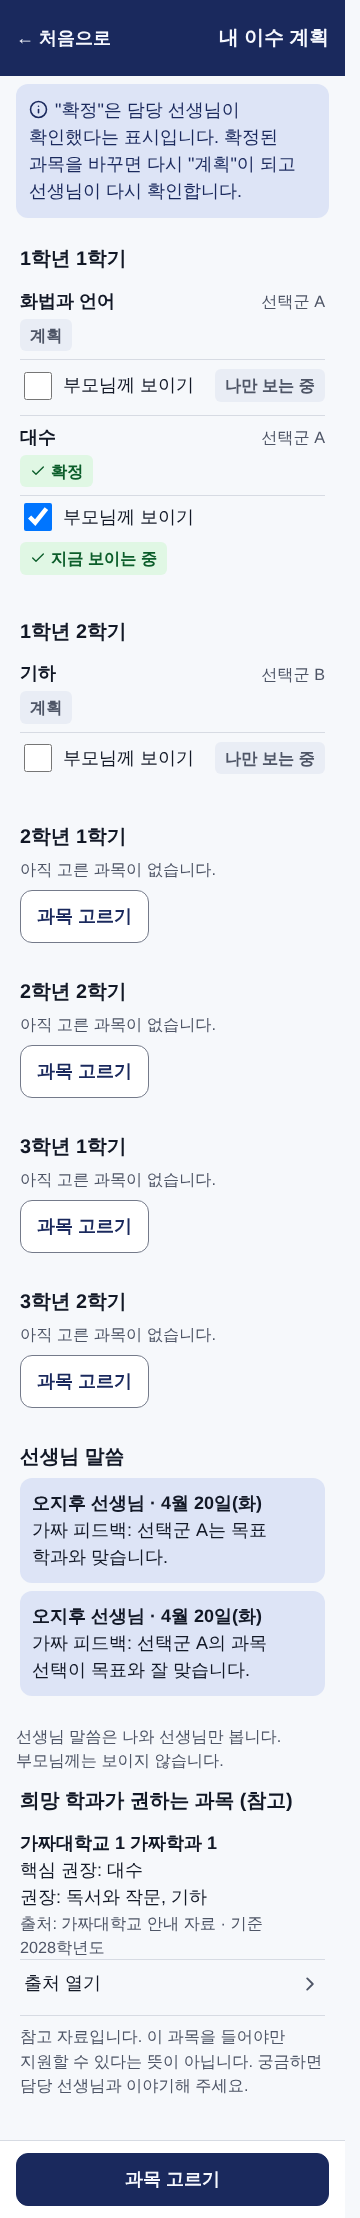 ← 처음으로
내 이수 계획
"확정"은 담당 선생님이
확인했다는 표시입니다. 확정된
과목을 바꾸면 다시 "계획"이 되고
선생님이 다시 확인합니다.
1학년 1학기
화법과 언어 선택군 A
계획
부모님께 보이기 나만 보는 중
대수 선택군 A
✓ 확정
부모님께 보이기
✓ 지금 보이는 중
1학년 2학기
기하 선택군 B
계획
부모님께 보이기 나만 보는 중
2학년 1학기
아직 고른 과목이 없습니다.
과목 고르기
2학년 2학기
아직 고른 과목이 없습니다.
과목 고르기
3학년 1학기
아직 고른 과목이 없습니다.
과목 고르기
3학년 2학기
아직 고른 과목이 없습니다.
과목 고르기
선생님 말씀
오지후 선생님 · 4월 20일(화)
가짜 피드백: 선택군 A는 목표
학과와 맞습니다.
오지후 선생님 · 4월 20일(화)
가짜 피드백: 선택군 A의 과목
선택이 목표와 잘 맞습니다.
선생님 말씀은 나와 선생님만 봅니다.
부모님께는 보이지 않습니다.
희망 학과가 권하는 과목 (참고)
가짜대학교 1 가짜학과 1
핵심 권장: 대수
권장: 독서와 작문, 기하
출처: 가짜대학교 안내 자료 · 기준
2028학년도
출처 열기
참고 자료입니다. 이 과목을 들어야만
지원할 수 있다는 뜻이 아닙니다. 궁금하면
담당 선생님과 이야기해 주세요.
과목 고르기